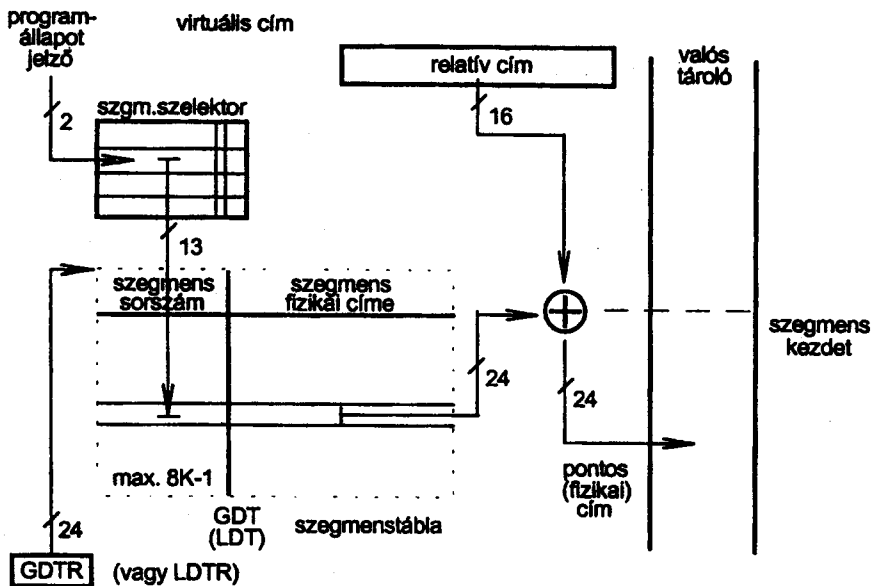 program-
állapot
jelző
virtuális cím
relatív cím
valós
tároló
2
szgm.szelektor
16
13
szegmens
sorszám
szegmens
fizikai címe
szegmens
kezdet
24
24
max. 8K-1
pontos
(fizikai)
cím
GDT
(LDT)
szegmenstábla
24
GDTR
(vagy LDTR)